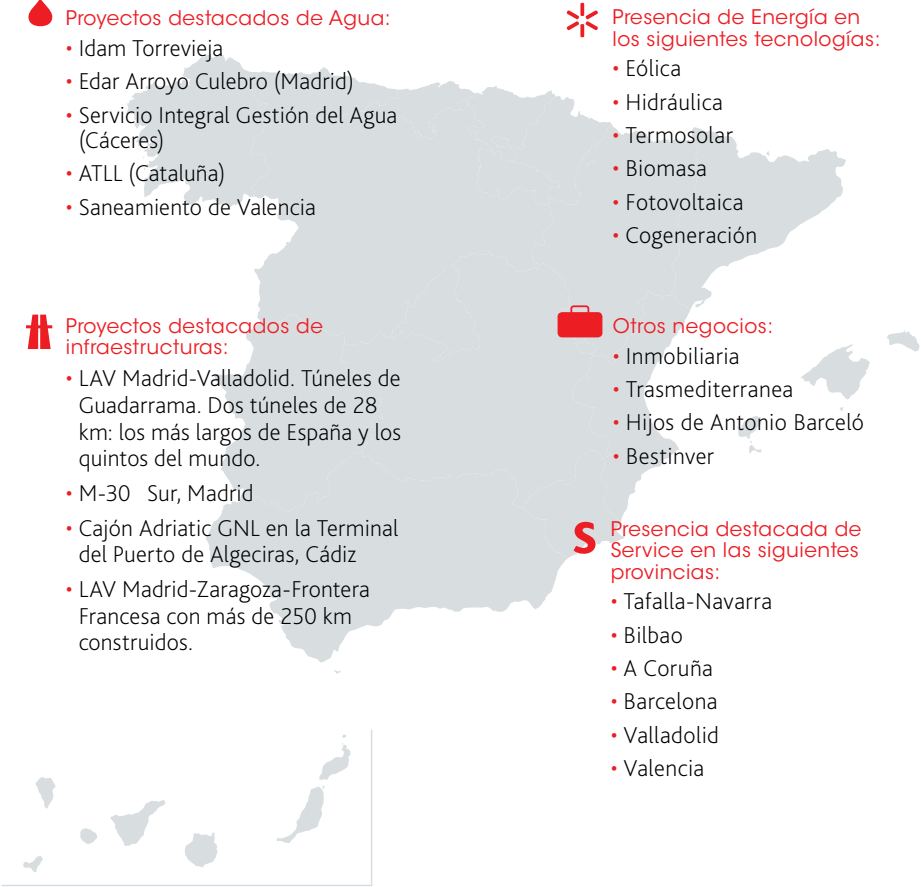 Proyectos destacados de Agua:
• Idam Torrevieja
• Edar Arroyo Culebro (Madrid)
• Servicio Integral Gestión del Agua
(Cáceres)
• ATLL (Cataluña)
• Saneamiento de Valencia
Proyectos destacados de
infraestructuras:
• LAV Madrid-Valladolid. Túneles de
Guadarrama. Dos túneles de 28
km: los más largos de España y los
quintos del mundo.
• M-30 Sur, Madrid
• Cajón Adriatic GNL en la Terminal
del Puerto de Algeciras, Cádiz
• LAV Madrid-Zaragoza-Frontera
Francesa con más de 250 km
construidos.
Presencia de Energía en
los siguientes tecnologías:
• Eólica
• Hidráulica
• Termosolar
• Biomasa
• Fotovoltaica
• Cogeneración
Otros negocios:
• Inmobiliaria
• Trasmediterranea
• Hijos de Antonio Barceló
• Bestinver
S Presencia destacada de
Service en las siguientes
provincias:
• Tafalla-Navarra
• Bilbao
• A Coruña
• Barcelona
• Valladolid
• Valencia